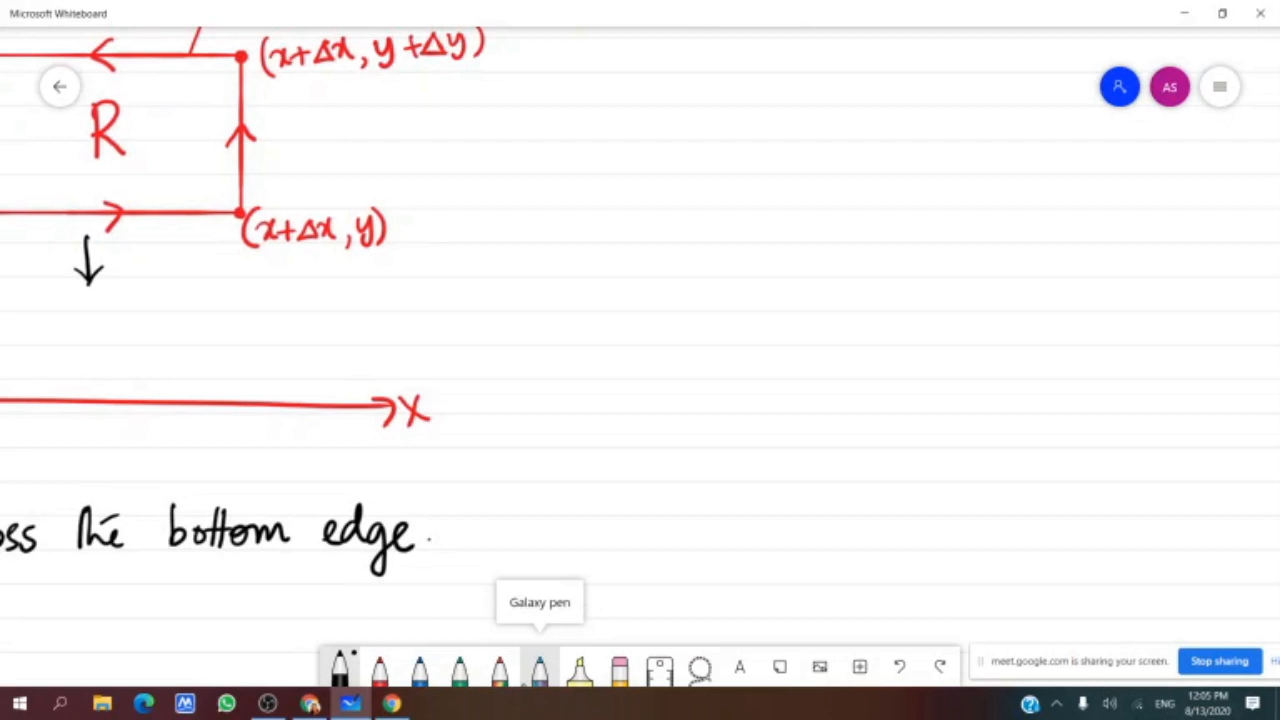 Microsoft Whiteboard
(x+Δx, y+Δy)
AS
R
(x+Δx, y)
X
the bottom edge.
Galaxy pen
A
meet.google.com is sharing your screen.
Stop sharing
ENG
12:05 PM
8/13/2020